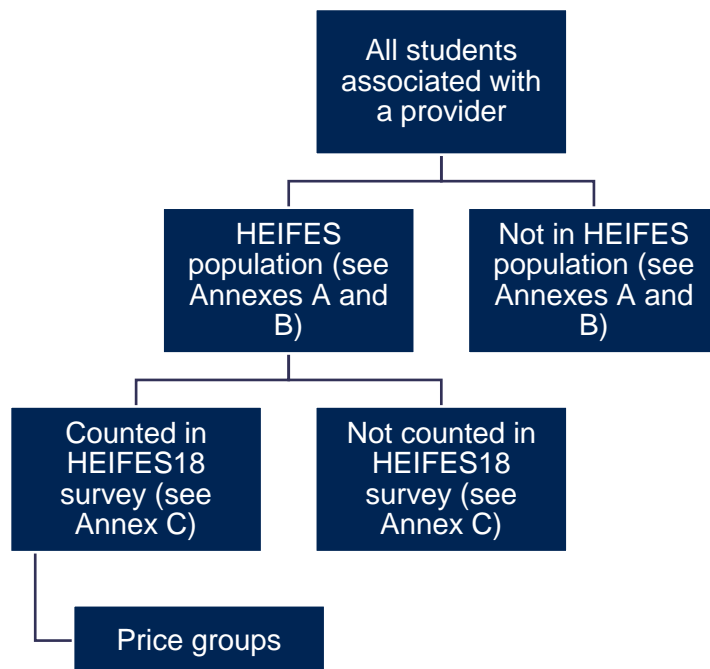 All students
associated with
a provider
HEIFES
population (see
Annexes A and
B)
Not in HEIFES
population (see
Annexes A and
B)
Counted in
HEIFES18
survey (see
Annex C)
Not counted in
HEIFES18
survey (see
Annex C)
Price groups